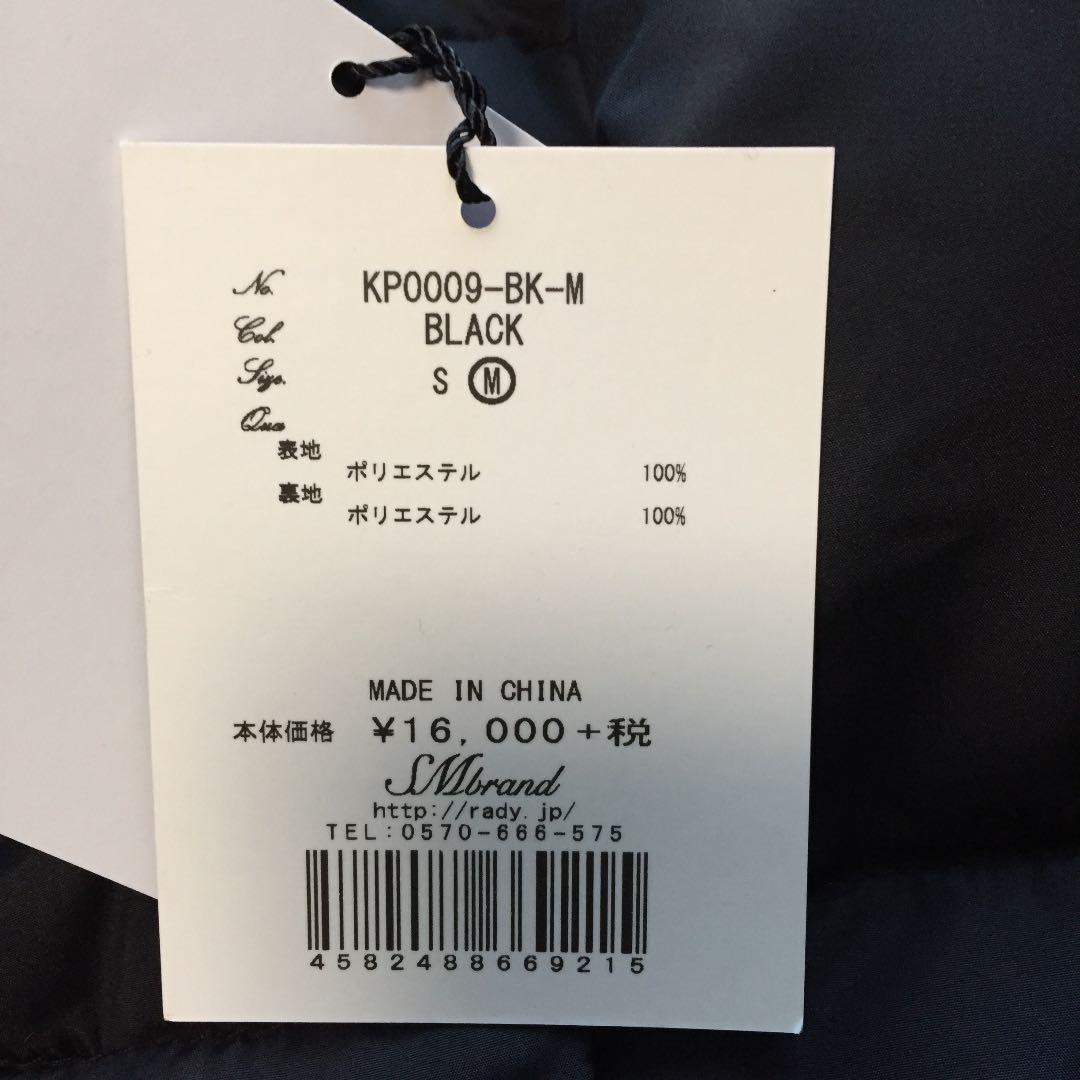 No. KP0009-BK-M
Col. BLACK
Size. S M
Qua
表地
ポリエステル 100%
裏地
ポリエステル 100%
MADE IN CHINA
本体価格 ¥16,000+税
SMbrand
http://rady.jp/
TEL:0570-666-575
4582488669215